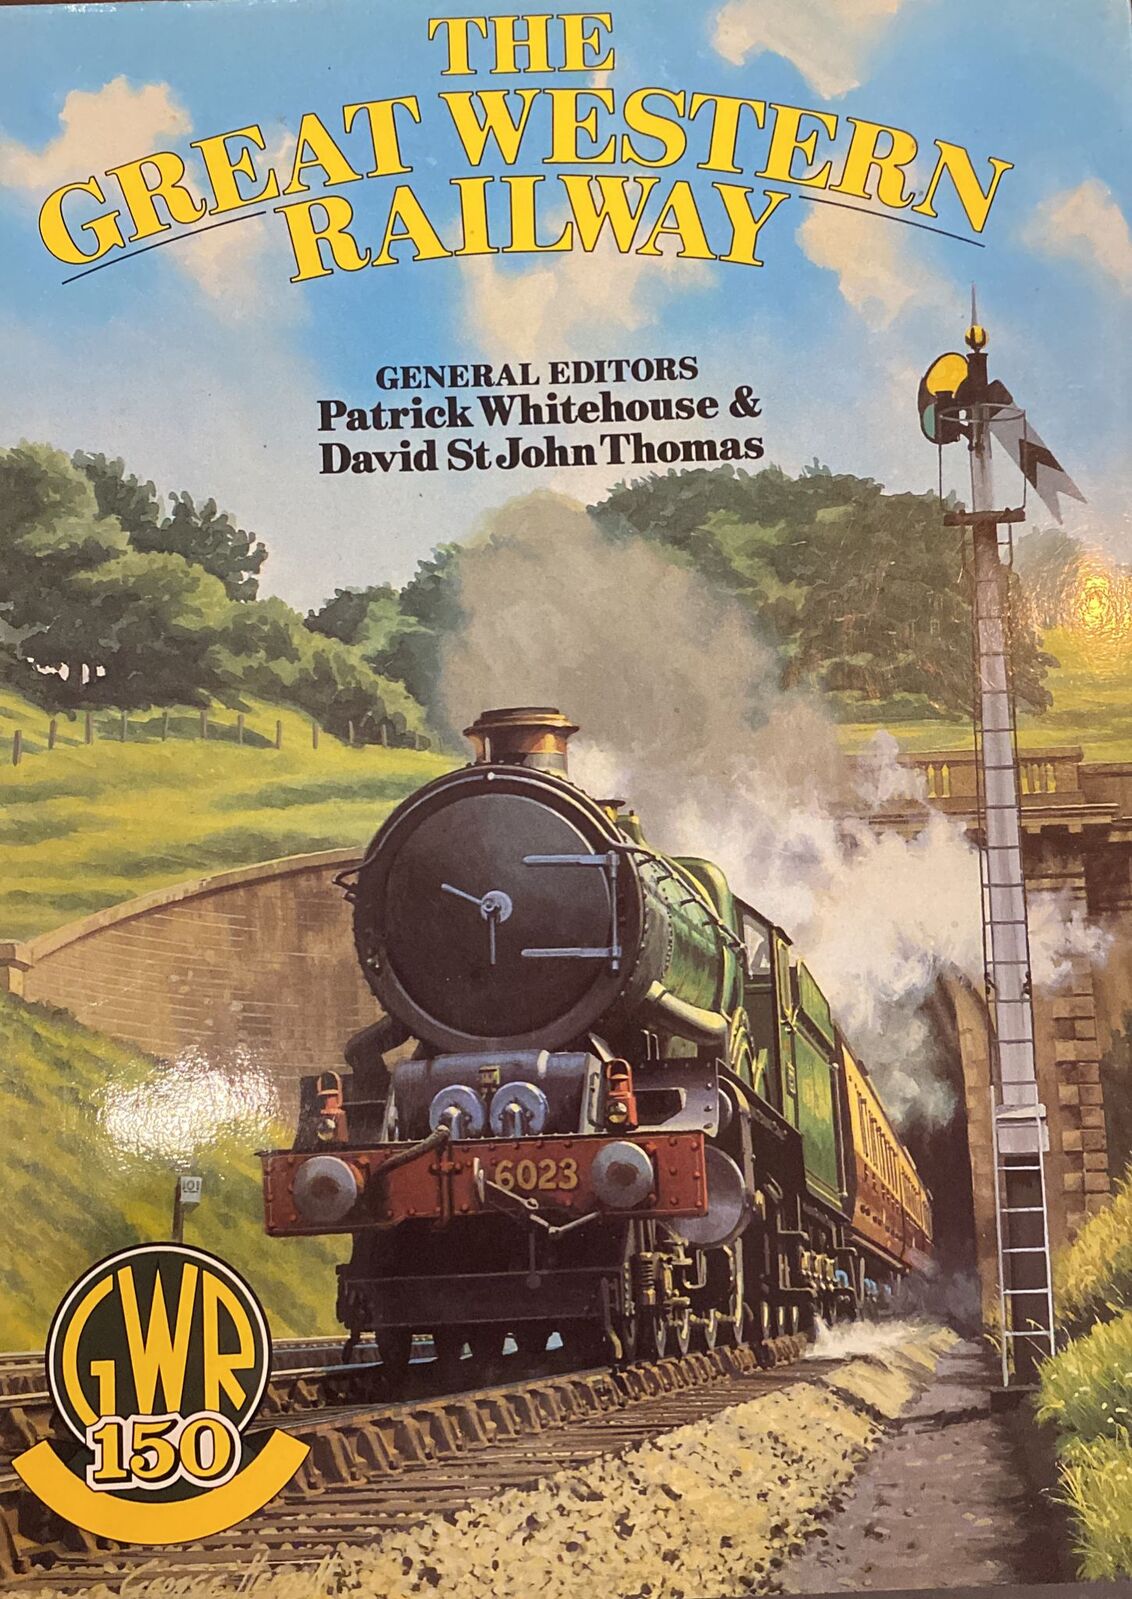 THE
GREAT WESTERN
RAILWAY
GENERAL EDITORS
Patrick Whitehouse &
David St John Thomas
6023
GWR
150